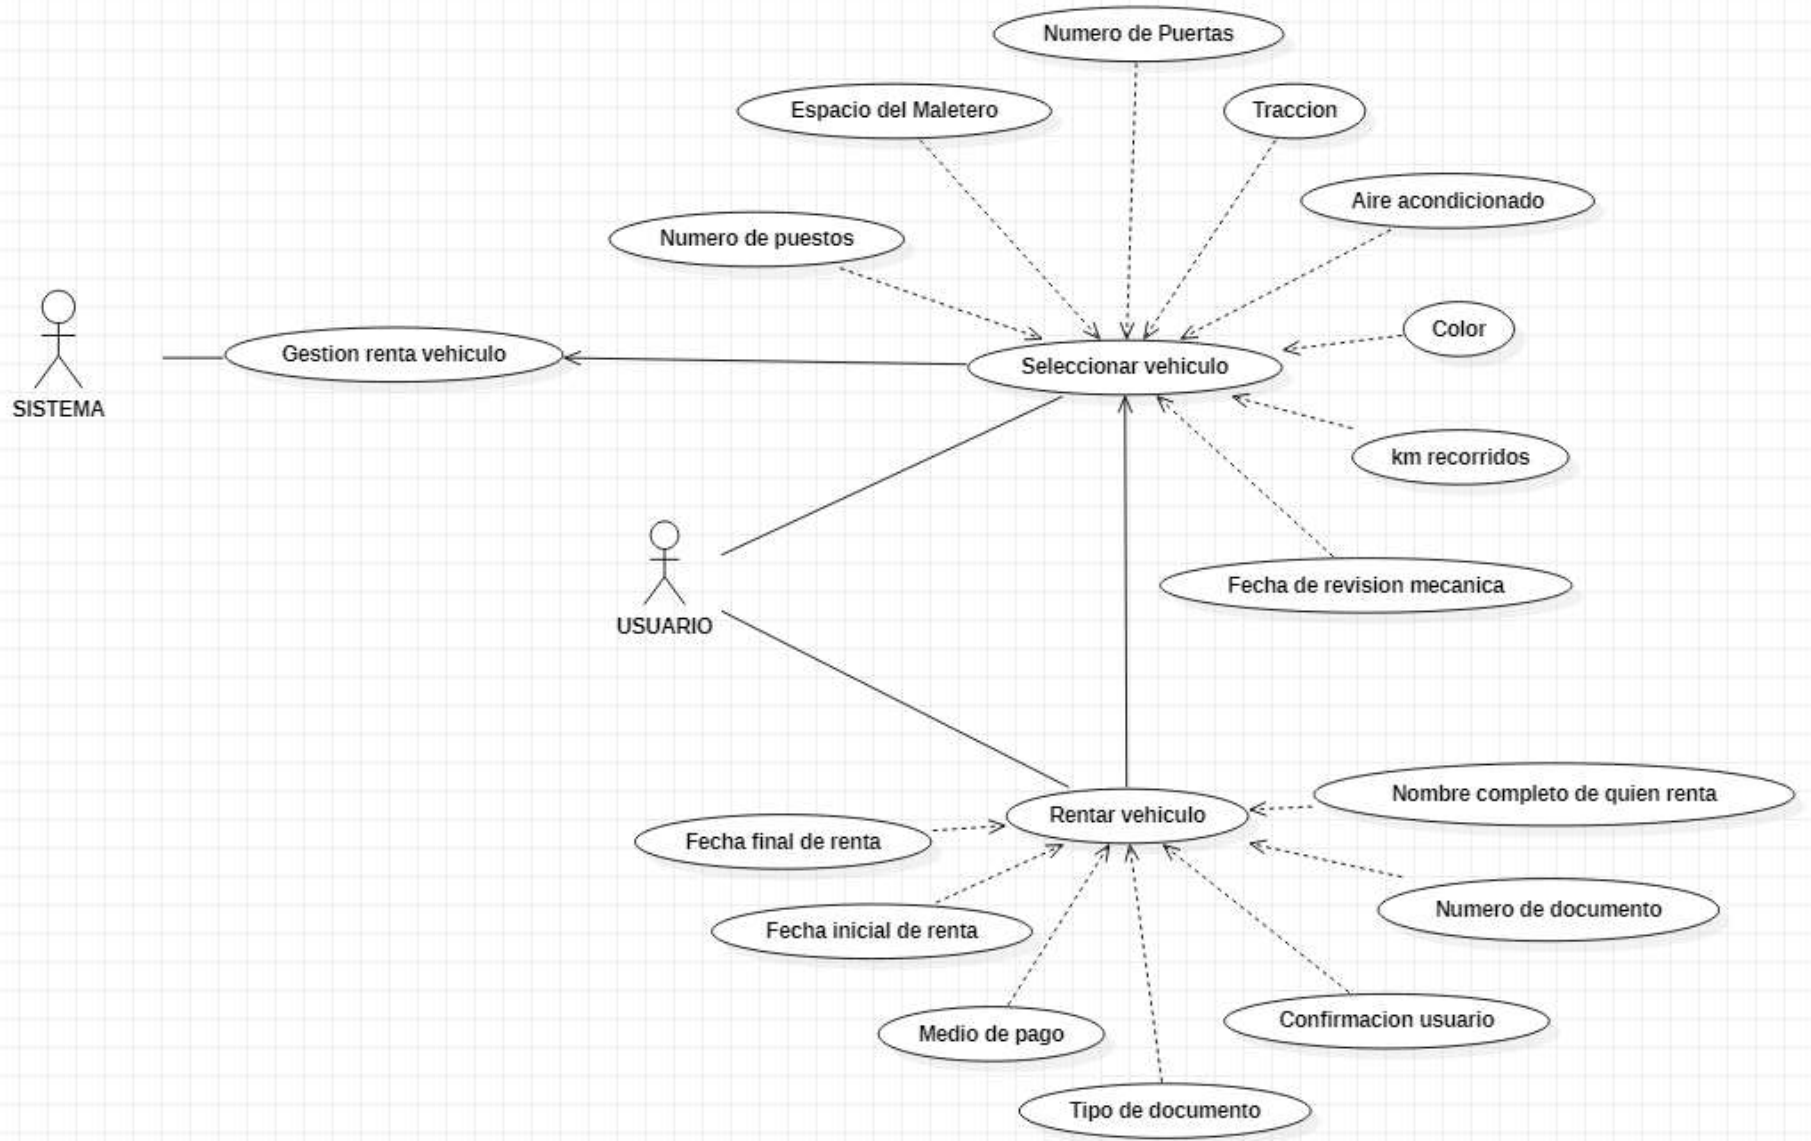 Numero de Puertas
Espacio del Maletero
Traccion
Aire acondicionado
Numero de puestos
Color
Gestion renta vehiculo
Seleccionar vehiculo
SISTEMA
km recorridos
Fecha de revision mecanica
USUARIO
Nombre completo de quien renta
Rentar vehiculo
Fecha final de renta
Numero de documento
Fecha inicial de renta
Confirmacion usuario
Medio de pago
Tipo de documento